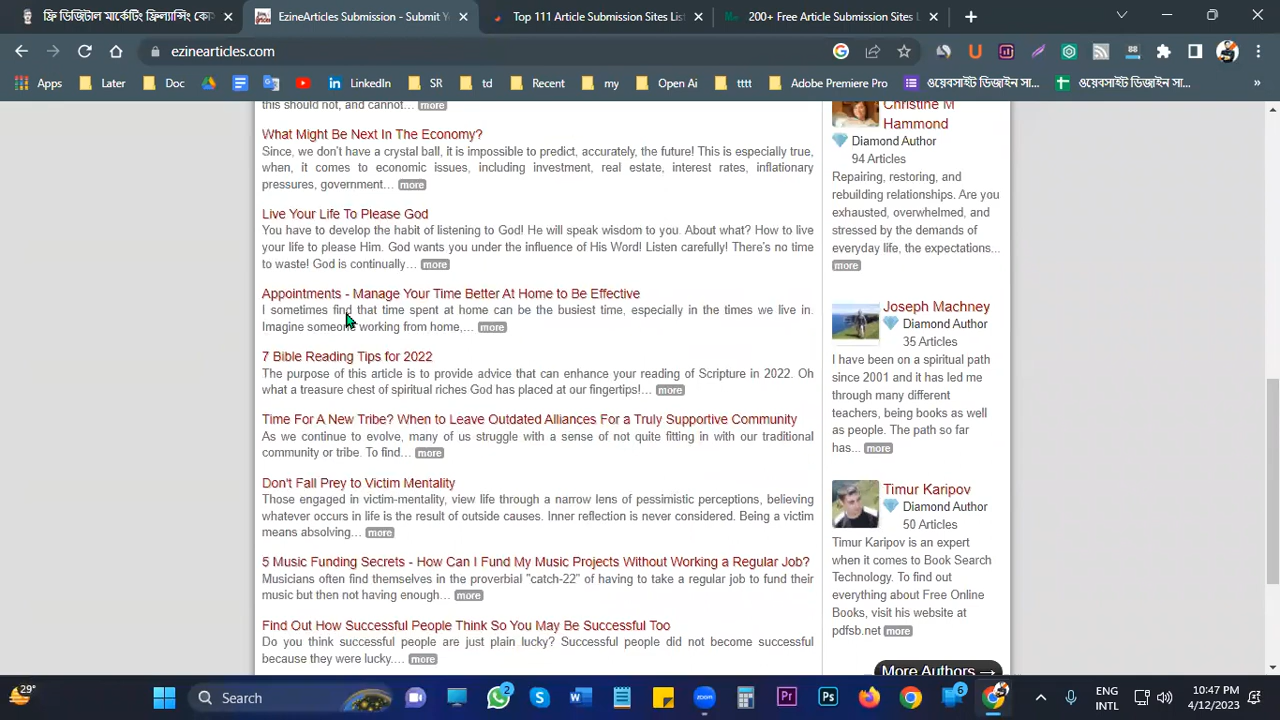 ফ্রি ডিজিটাল মার্কেটিং ফ্রিল্যান্সিং কো
EzineArticles Submission - Submit Y
Top 111 Article Submission Sites List
200+ Free Article Submission Sites L
ezinearticles.com
Apps
Later
Doc
LinkedIn
SR
td
Recent
my
Open Ai
tttt
Adobe Premiere Pro
ওয়েবসাইট ডিজাইন সা...
ওয়েবসাইট ডিজাইন সা...
»
this should not, and cannot... more
What Might Be Next In The Economy?
Since, we don't have a crystal ball, it is impossible to predict, accurately, the future! This is especially true,
when, it comes to economic issues, including investment, real estate, interest rates, inflationary
pressures, government... more
Live Your Life To Please God
You have to develop the habit of listening to God! He will speak wisdom to you. About what? How to live
your life to please Him. God wants you under the influence of His Word! Listen carefully! There's no time
to waste! God is continually... more
Appointments - Manage Your Time Better At Home to Be Effective
I sometimes find that time spent at home can be the busiest time, especially in the times we live in.
Imagine someone working from home,... more
7 Bible Reading Tips for 2022
The purpose of this article is to provide advice that can enhance your reading of Scripture in 2022. Oh
what a treasure chest of spiritual riches God has placed at our fingertips!... more
Time For A New Tribe? When to Leave Outdated Alliances For a Truly Supportive Community
As we continue to evolve, many of us struggle with a sense of not quite fitting in with our traditional
community or tribe. To find... more
Don't Fall Prey to Victim Mentality
Those engaged in victim-mentality, view life through a narrow lens of pessimistic perceptions, believing
whatever occurs in life is the result of outside causes. Inner reflection is never considered. Being a victim
means absolving... more
5 Music Funding Secrets - How Can I Fund My Music Projects Without Working a Regular Job?
Musicians often find themselves in the proverbial "catch-22" of having to take a regular job to fund their
music but then not having enough... more
Find Out How Successful People Think So You May Be Successful Too
Do you think successful people are just plain lucky? Successful people did not become successful
because they were lucky.... more
Christine M
Hammond
Diamond Author
94 Articles
Repairing, restoring, and
rebuilding relationships. Are you
exhausted, overwhelmed, and
stressed by the demands of
everyday life, the expectations...
more
Joseph Machney
Diamond Author
35 Articles
I have been on a spiritual path
since 2001 and it has led me
through many different
teachers, being books as well
as people. The path so far
has... more
Timur Karipov
Diamond Author
50 Articles
Timur Karipov is an expert
when it comes to Book Search
Technology. To find out
everything about Free Online
Books, visit his website at
pdfsb.net more
More Authors →
29°
Search
2
zoom
Pr
Ps
6
ENG
INTL
10:47 PM
4/12/2023